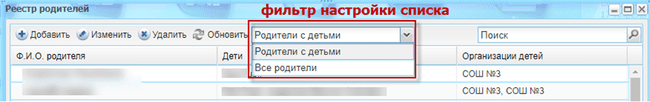 фильтр настройки списка
Реестр родителей
Добавить Изменить Удалить Обновить Родители с детьми Поиск
Ф.И.О. родителя Дети Родители с детьми Организации детей
Все родители СОШ №3
СОШ №3, СОШ №3